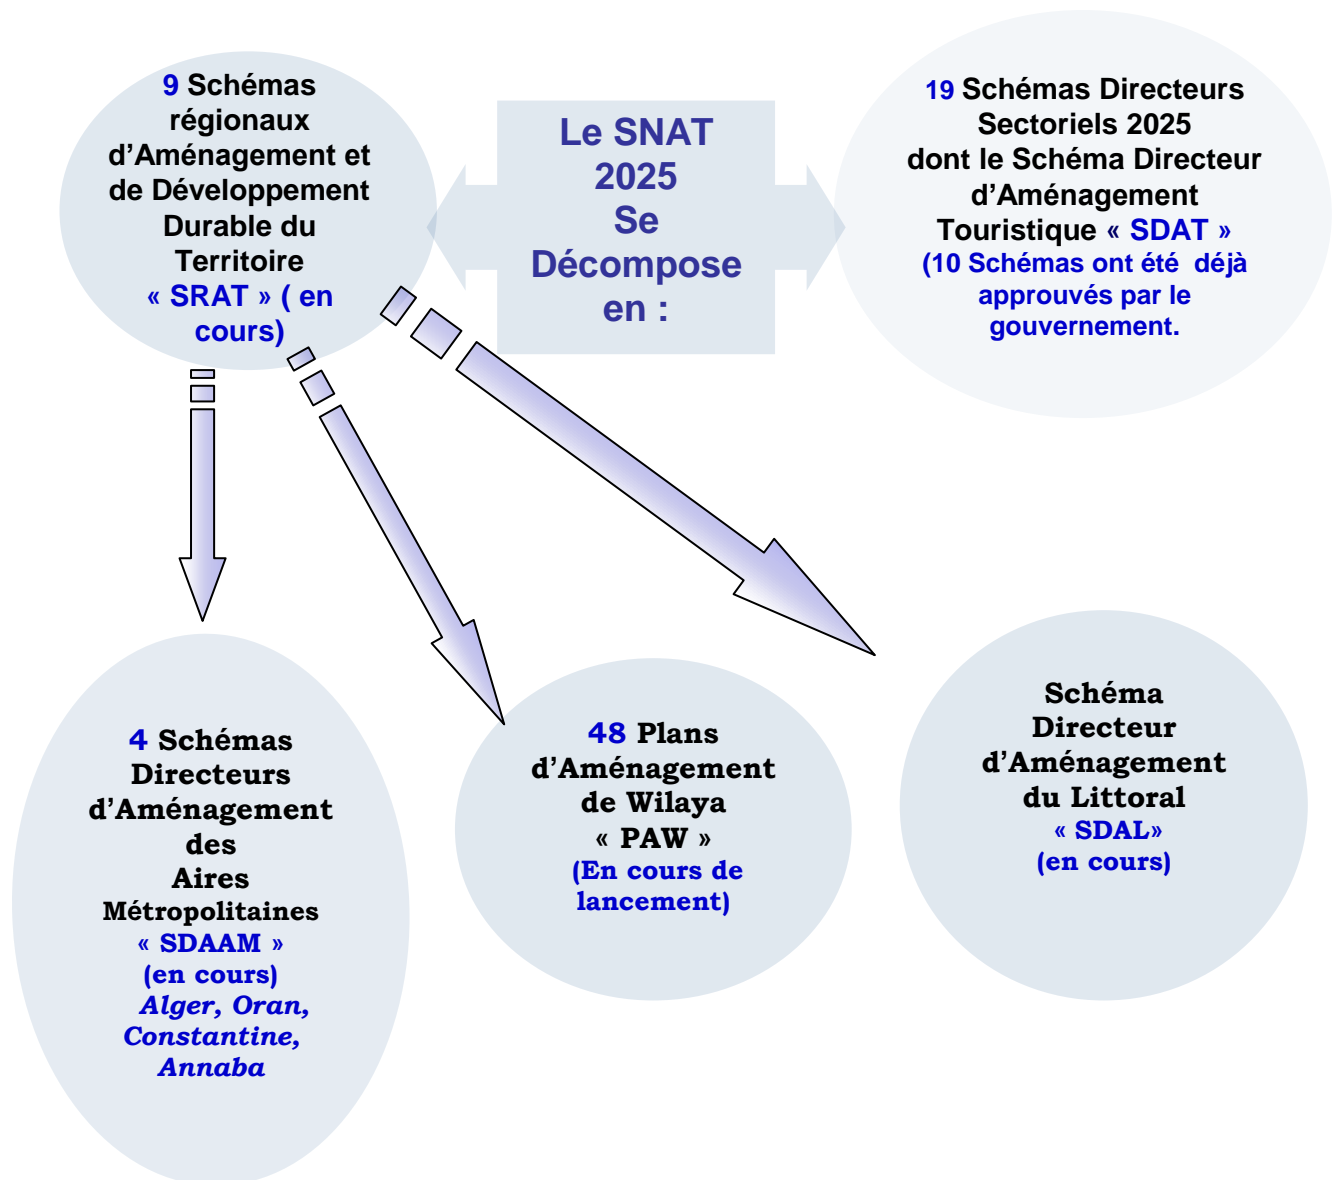 9 Schémas
régionaux
d'Aménagement et
de Développement
Durable du
Territoire
« SRAT » ( en
cours)
Le SNAT
2025
Se
Décompose
en :
19 Schémas Directeurs
Sectoriels 2025
dont le Schéma Directeur
d'Aménagement
Touristique « SDAT »
(10 Schémas ont été déjà
approuvés par le
gouvernement.
4 Schémas
Directeurs
d'Aménagement
des
Aires
Métropolitaines
« SDAAM »
(en cours)
Alger, Oran,
Constantine,
Annaba
48 Plans
d'Aménagement
de Wilaya
« PAW »
(En cours de
lancement)
Schéma
Directeur
d'Aménagement
du Littoral
« SDAL»
(en cours)